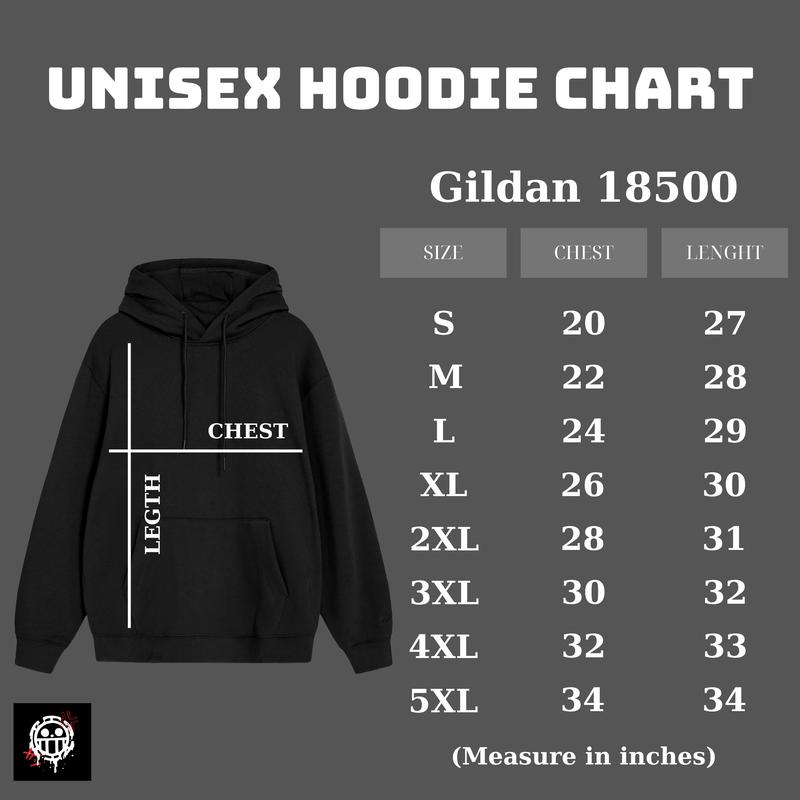 UNISEX HOODIE CHART
Gildan 18500
SIZE CHEST LENGHT
S 20 27
M 22 28
L 24 29
XL 26 30
2XL 28 31
3XL 30 32
4XL 32 33
5XL 34 34
(Measure in inches)
CHEST
LEGTH